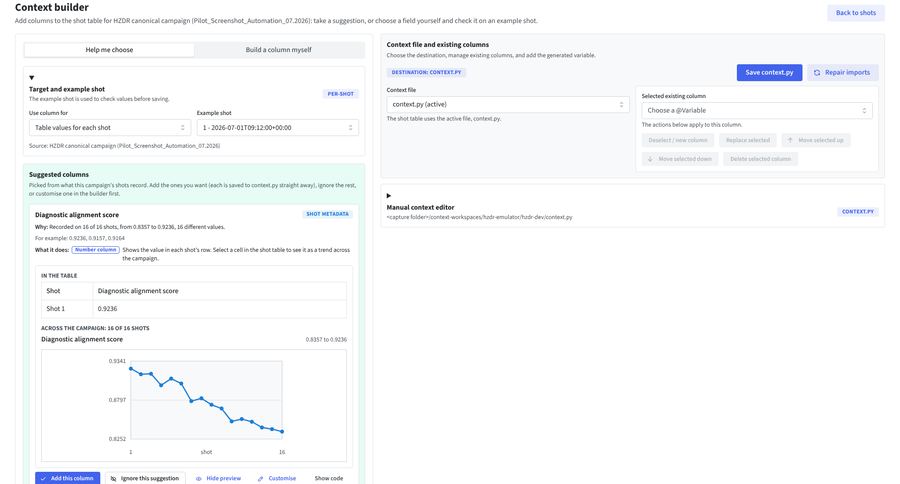 Context builder
Add columns to the shot table for HZDR canonical campaign (Pilot_Screenshot_Automation_07.2026): take a suggestion, or choose a field yourself and check it on an example shot.
Back to shots
Help me choose
Build a column myself
Target and example shot
The example shot is used to check values before saving.
PER-SHOT
Use column for
Example shot
Table values for each shot
1 - 2026-07-01T09:12:00+00:00
Source: HZDR canonical campaign (Pilot_Screenshot_Automation_07.2026)
Suggested columns
Picked from what this campaign's shots record. Add the ones you want (each is saved to context.py straight away), ignore the rest,
or customise one in the builder first.
Diagnostic alignment score
SHOT METADATA
Why: Recorded on 16 of 16 shots, from 0.8357 to 0.9236, 16 different values.
For example: 0.9236, 0.9157, 0.9164
What it does: Number column Shows the value in each shot's row. Select a cell in the shot table to see it as a trend across
the campaign.
IN THE TABLE
Shot
Diagnostic alignment score
Shot 1
0.9236
ACROSS THE CAMPAIGN: 16 OF 16 SHOTS
Diagnostic alignment score
0.8357 to 0.9236
0.9341
0.8797
0.8252
1
shot
16
Add this column
Ignore this suggestion
Hide preview
Customise
Show code
Context file and existing columns
Choose the destination, manage existing columns, and add the generated variable.
DESTINATION: CONTEXT.PY
Save context.py
Repair imports
Context file
context.py (active)
The shot table uses the active file, context.py.
Selected existing column
Choose a @Variable
The actions below apply to this column.
Deselect / new column
Replace selected
Move selected up
Move selected down
Delete selected column
Manual context editor
<capture folder>/context-workspaces/hzdr-emulator/hzdr-dev/context.py
CONTEXT.PY